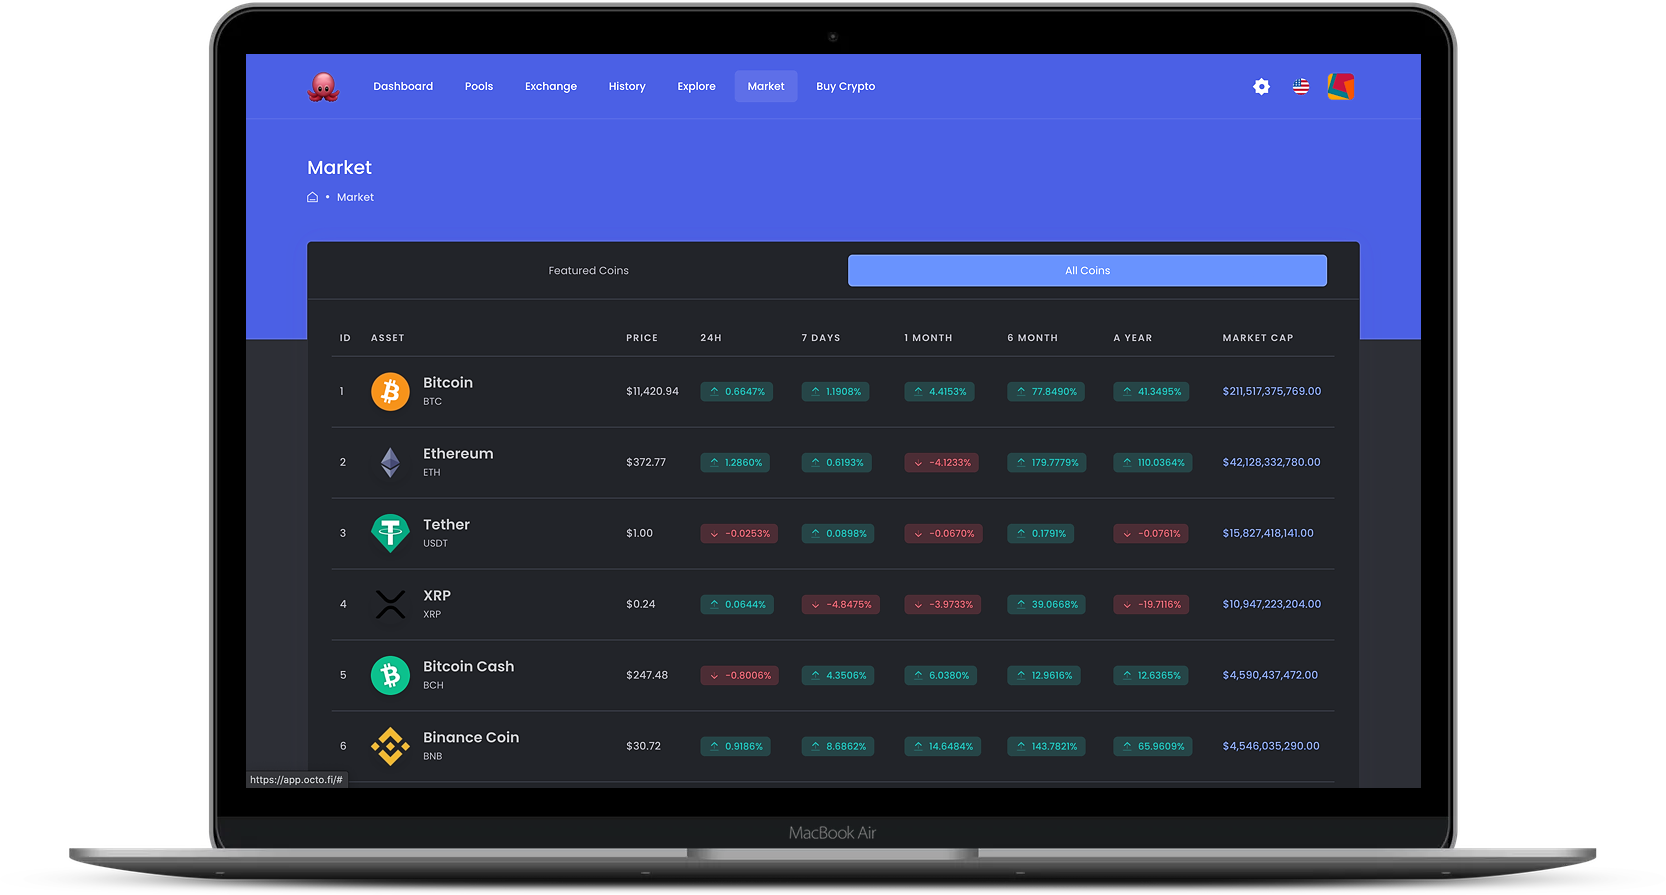 Dashboard Pools Exchange History Explore Market Buy Crypto
Market
• Market
Featured Coins All Coins
ID ASSET PRICE 24H 7 DAYS 1 MONTH 6 MONTH A YEAR MARKET CAP
1 Bitcoin BTC $11,420.94 0.6647% 1.1908% 4.4153% 77.8490% 41.3495% $211,517,375,769.00
2 Ethereum ETH $372.77 1.2860% 0.6193% -4.1233% 179.7779% 110.0364% $42,128,332,780.00
3 Tether USDT $1.00 -0.0253% 0.0898% -0.0670% 0.1791% -0.0761% $15,827,418,141.00
4 XRP XRP $0.24 0.0644% -4.8475% -3.9733% 39.0668% -19.7116% $10,947,223,204.00
5 Bitcoin Cash BCH $247.48 -0.8006% 4.3506% 6.0380% 12.9616% 12.6365% $4,590,437,472.00
6 Binance Coin BNB $30.72 0.9186% 8.6862% 14.6484% 143.7821% 65.9609% $4,546,035,290.00
https://app.octo.fi/#
MacBook Air